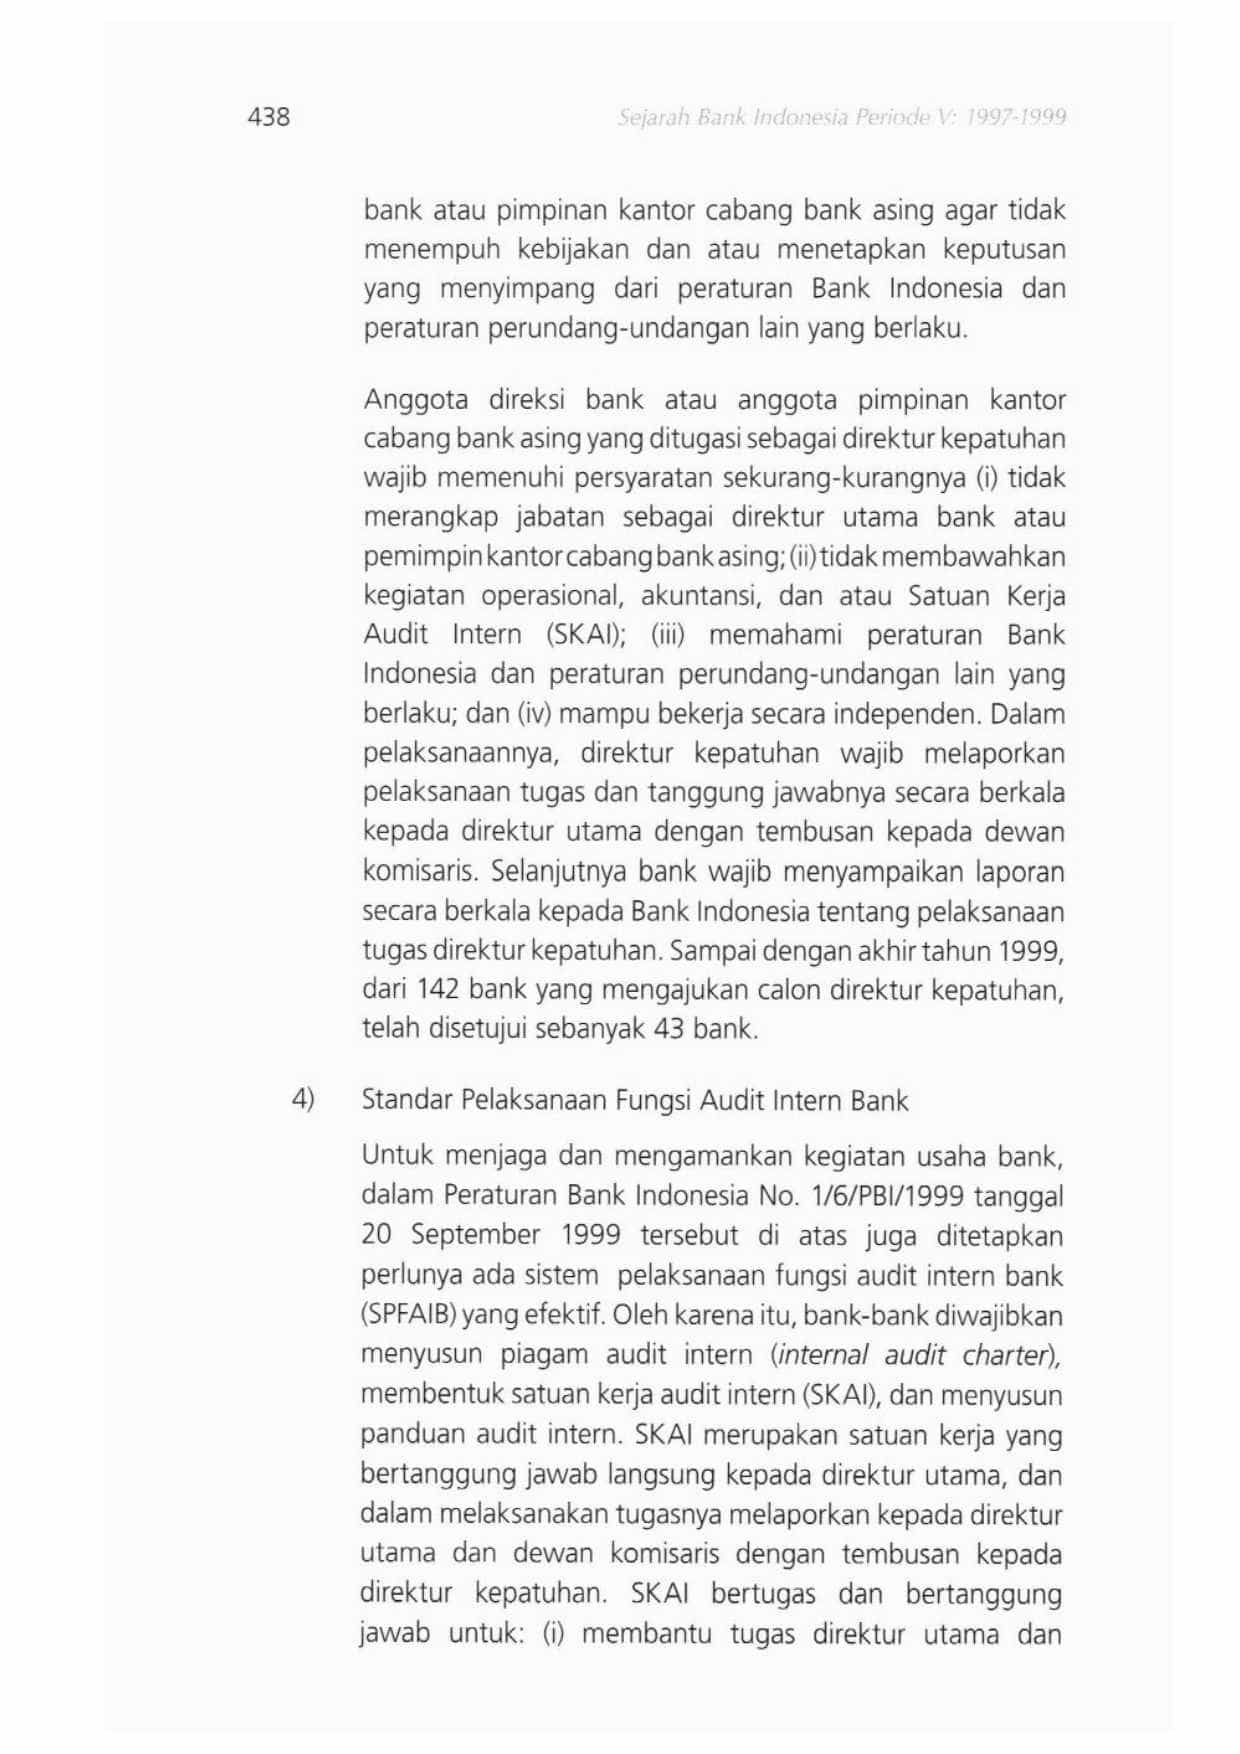 438
Sejarah Bank Indonesia Periode V: 1997-1999
bank atau pimpinan kantor cabang bank asing agar tidak
menempuh kebijakan dan atau menetapkan keputusan
yang menyimpang dari peraturan Bank Indonesia dan
peraturan perundang-undangan lain yang berlaku.
Anggota direksi bank atau anggota pimpinan kantor
cabang bank asing yang ditugasi sebagai direktur kepatuhan
wajib memenuhi persyaratan sekurang-kurangnya (i) tidak
merangkap jabatan sebagai direktur utama bank atau
pemimpin kantor cabang bank asing; (ii) tidak membawahkan
kegiatan operasional, akuntansi, dan atau Satuan Kerja
Audit Intern (SKAI); (iii) memahami peraturan Bank
Indonesia dan peraturan perundang-undangan lain yang
berlaku; dan (iv) mampu bekerja secara independen. Dalam
pelaksanaannya, direktur kepatuhan wajib melaporkan
pelaksanaan tugas dan tanggung jawabnya secara berkala
kepada direktur utama dengan tembusan kepada dewan
komisaris. Selanjutnya bank wajib menyampaikan laporan
secara berkala kepada Bank Indonesia tentang pelaksanaan
tugas direktur kepatuhan. Sampai dengan akhir tahun 1999,
dari 142 bank yang mengajukan calon direktur kepatuhan,
telah disetujui sebanyak 43 bank.
4) Standar Pelaksanaan Fungsi Audit Intern Bank
Untuk menjaga dan mengamankan kegiatan usaha bank,
dalam Peraturan Bank Indonesia No. 1/6/PBI/1999 tanggal
20 September 1999 tersebut di atas juga ditetapkan
perlunya ada sistem pelaksanaan fungsi audit intern bank
(SPFAIB) yang efektif. Oleh karena itu, bank-bank diwajibkan
menyusun piagam audit intern (internal audit charter),
membentuk satuan kerja audit intern (SKAI), dan menyusun
panduan audit intern. SKAI merupakan satuan kerja yang
bertanggung jawab langsung kepada direktur utama, dan
dalam melaksanakan tugasnya melaporkan kepada direktur
utama dan dewan komisaris dengan tembusan kepada
direktur kepatuhan. SKAI bertugas dan bertanggung
jawab untuk: (i) membantu tugas direktur utama dan